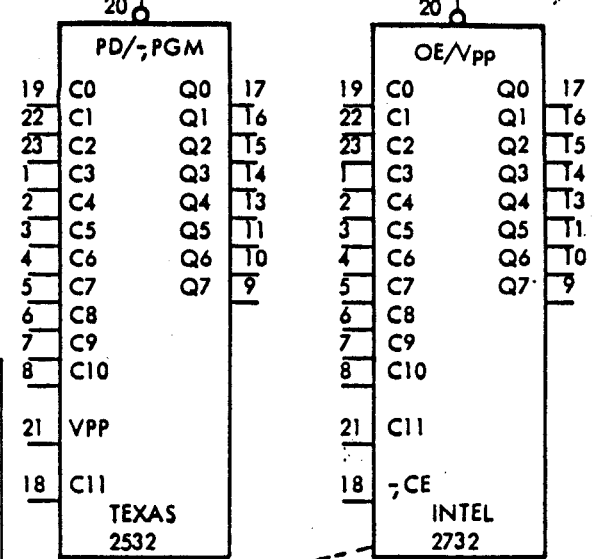 20
PD/-,PGM
19 C0 Q0 17
22 C1 Q1 16
23 C2 Q2 15
1 C3 Q3 14
2 C4 Q4 13
3 C5 Q5 11
4 C6 Q6 10
5 C7 Q7 9
6 C8
7 C9
8 C10
21 VPP
18 C11
TEXAS
2532
20
OE/Vpp
19 C0 Q0 17
22 C1 Q1 16
23 C2 Q2 15
1 C3 Q3 14
2 C4 Q4 13
3 C5 Q5 11
4 C6 Q6 10
5 C7 Q7 9
6 C8
7 C9
8 C10
21 C11
18 -,CE
INTEL
2732